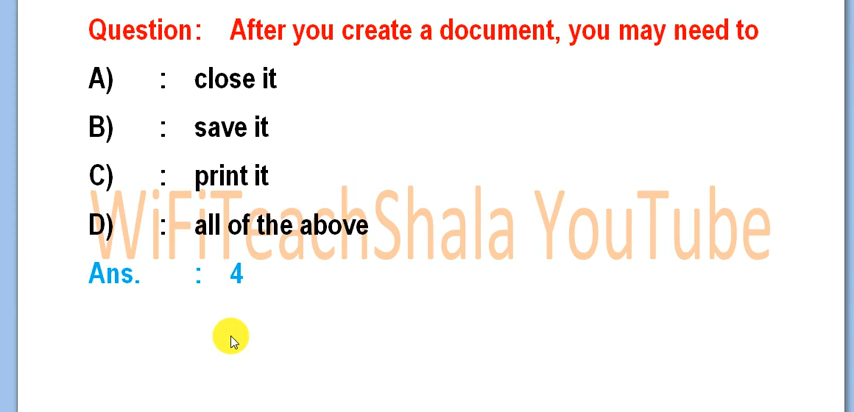 Question: After you create a document, you may need to
A) : close it
B) : save it
C) : print it
WiFiTeachShala YouTube
D) : all of the above
Ans. : 4